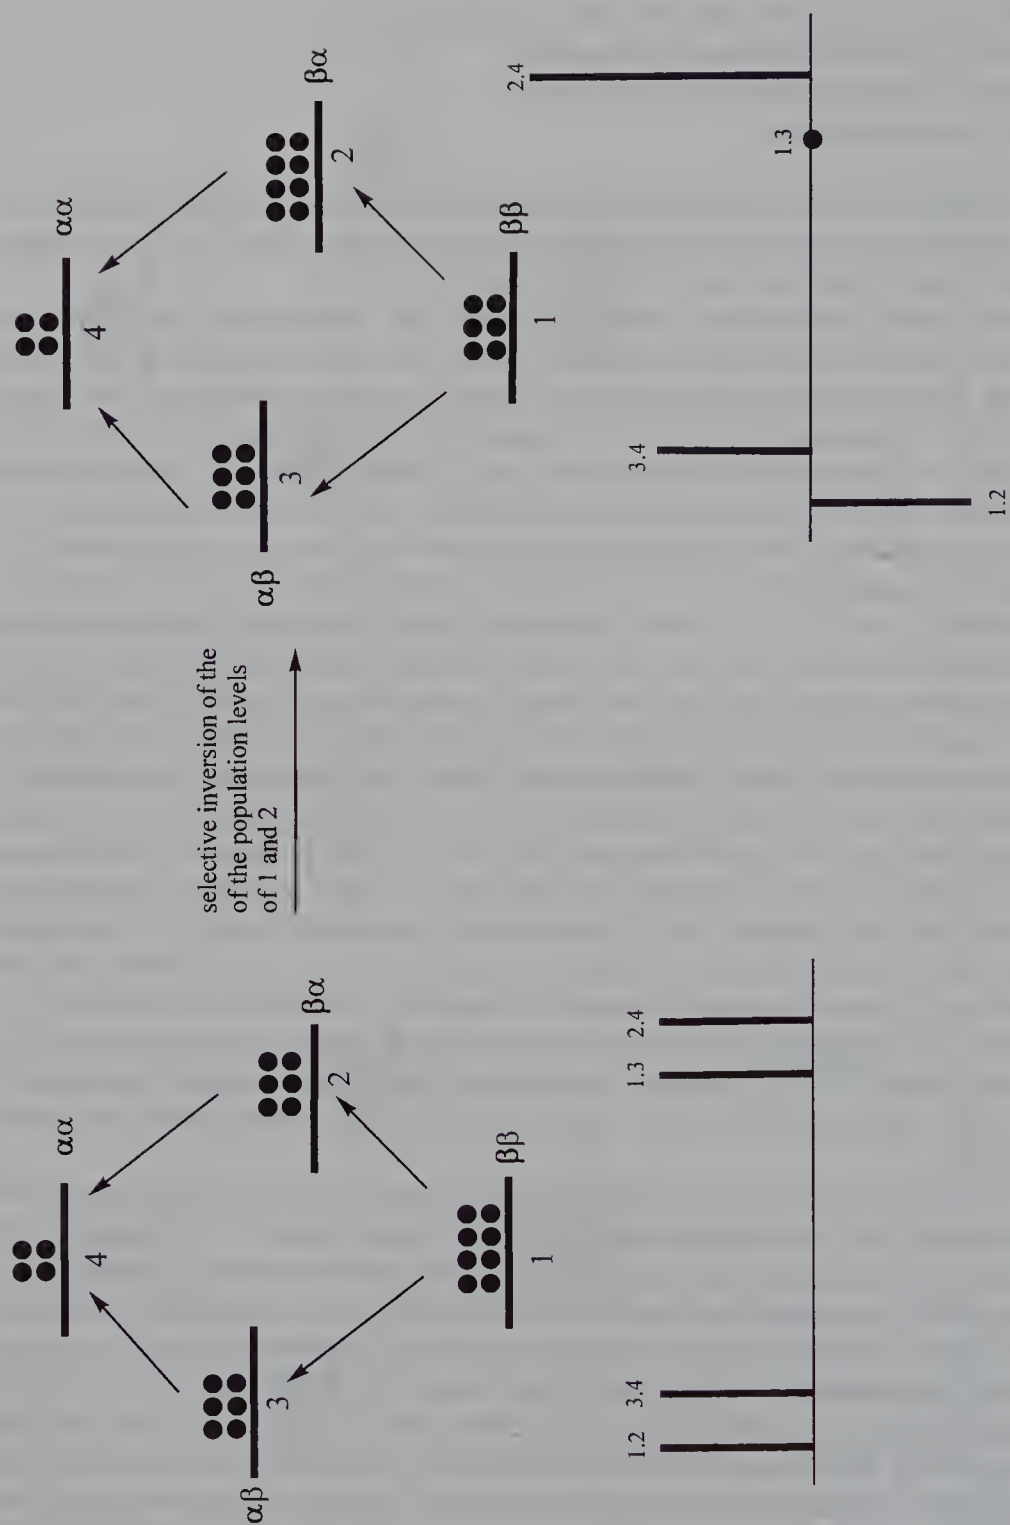 αα
4
αβ
3
2
βα
1
ββ
1.2
3.4
1.3
2.4
selective inversion of the
of the population levels
of 1 and 2
αα
4
αβ
3
2
βα
1
ββ
1.2
3.4
1.3
2.4